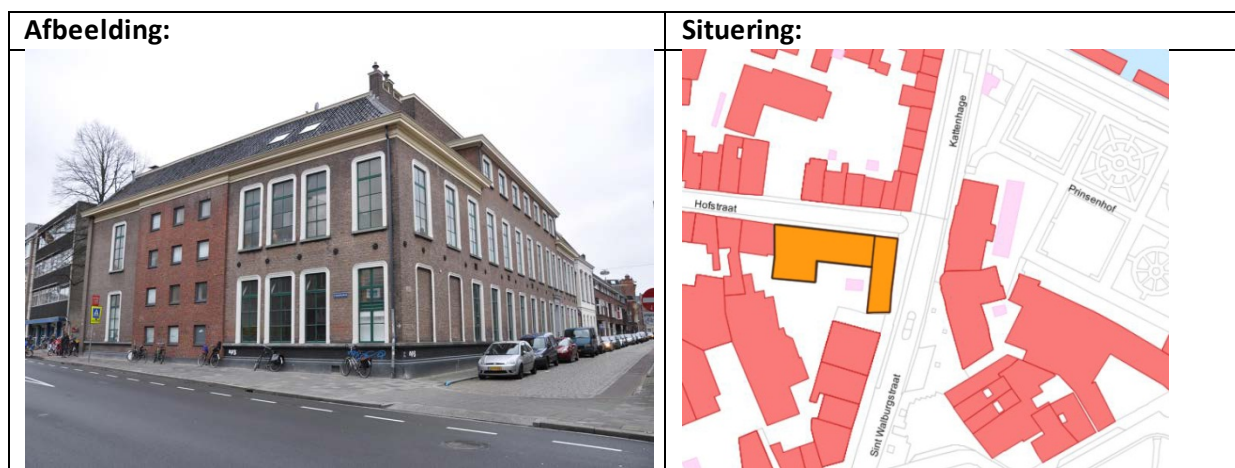 Afbeelding:
Situering:
Kattenhage
Prinsenhof
Hofstraat
Sint Walburgstraat